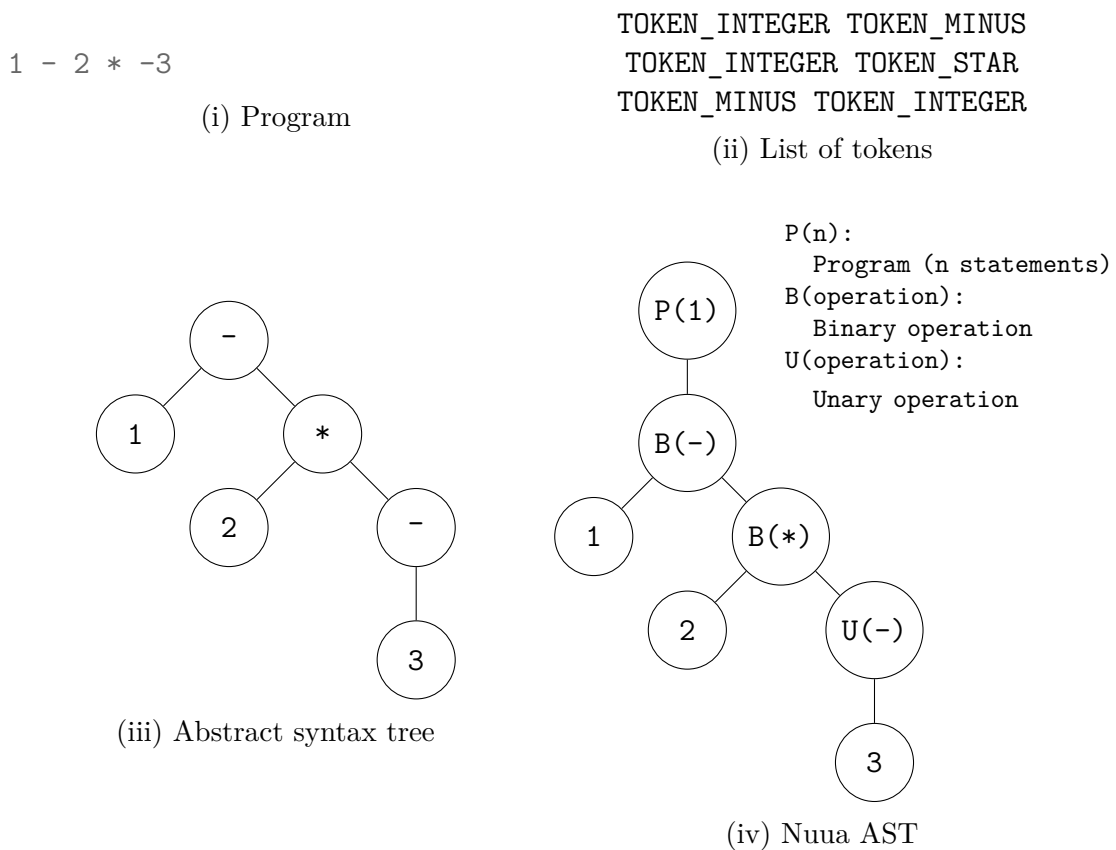 1 - 2 * -3
(i) Program
TOKEN_INTEGER TOKEN_MINUS
TOKEN_INTEGER TOKEN_STAR
TOKEN_MINUS TOKEN_INTEGER
(ii) List of tokens
-
1
*
2
-
3
(iii) Abstract syntax tree
P(n):
Program (n statements)
B(operation):
Binary operation
U(operation):
Unary operation
P(1)
B(-)
1
B(*)
2
U(-)
3
(iv) Nuua AST